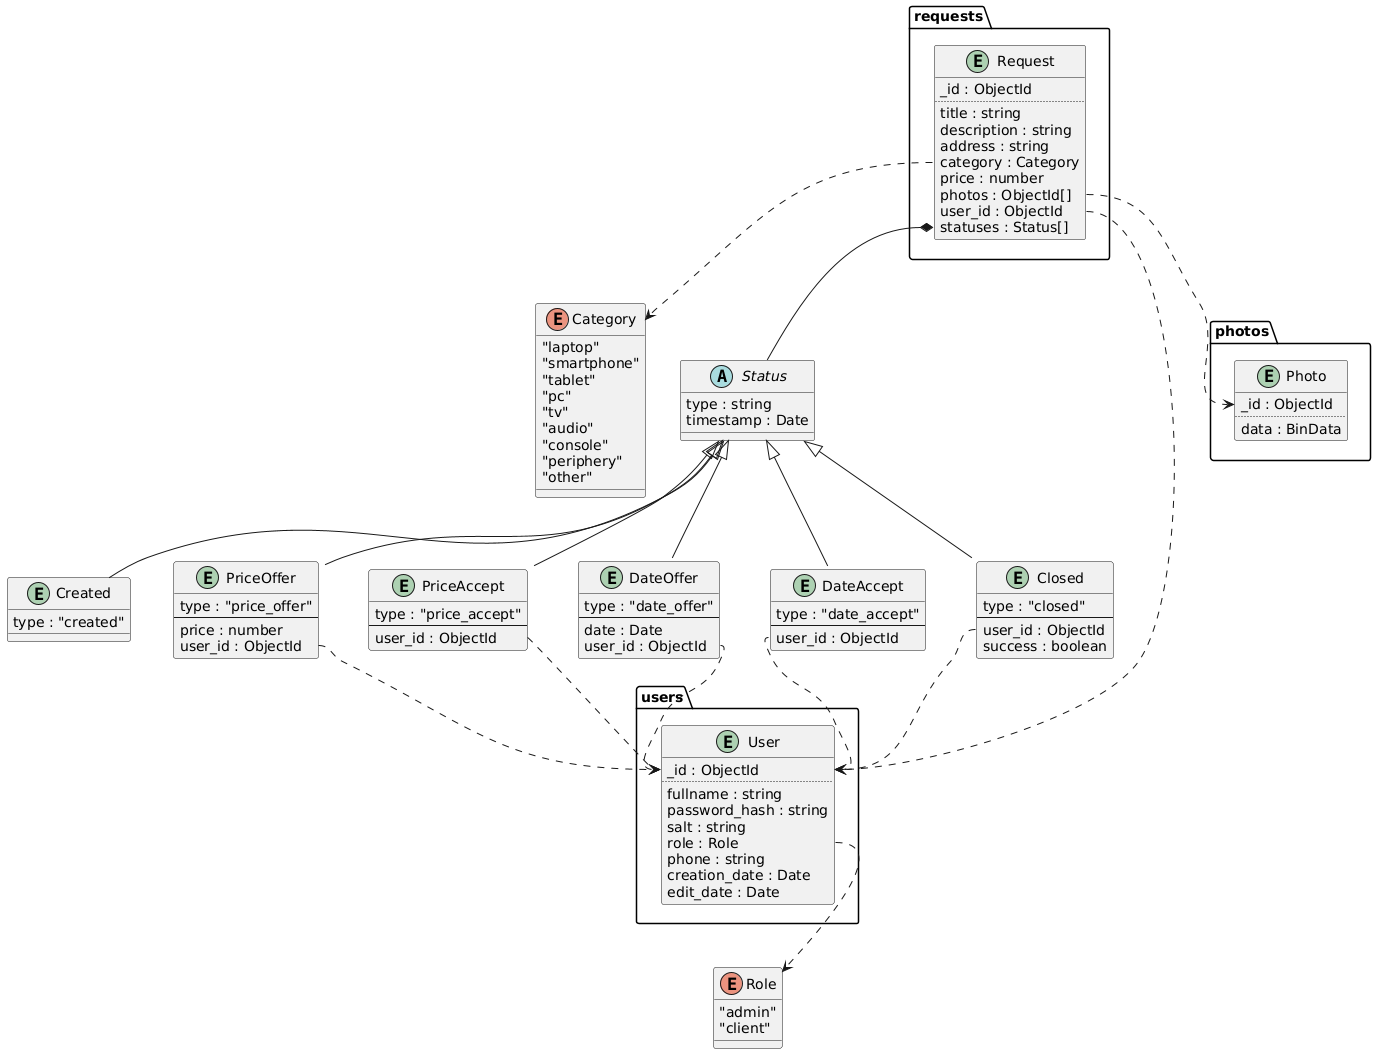 requests
E Request
_id : ObjectId
title : string
description : string
address : string
category : Category
price : number
photos : ObjectId[]
user_id : ObjectId
statuses : Status[]
E Category
"laptop"
"smartphone"
"tablet"
"pc"
"tv"
"audio"
"console"
"periphery"
"other"
A Status
type : string
timestamp : Date
photos
E Photo
_id : ObjectId
data : BinData
E Created
type : "created"
E PriceOffer
type : "price_offer"
price : number
user_id : ObjectId
E PriceAccept
type : "price_accept"
user_id : ObjectId
E DateOffer
type : "date_offer"
date : Date
user_id : ObjectId
E DateAccept
type : "date_accept"
user_id : ObjectId
E Closed
type : "closed"
user_id : ObjectId
success : boolean
users
E User
_id : ObjectId
fullname : string
password_hash : string
salt : string
role : Role
phone : string
creation_date : Date
edit_date : Date
E Role
"admin"
"client"